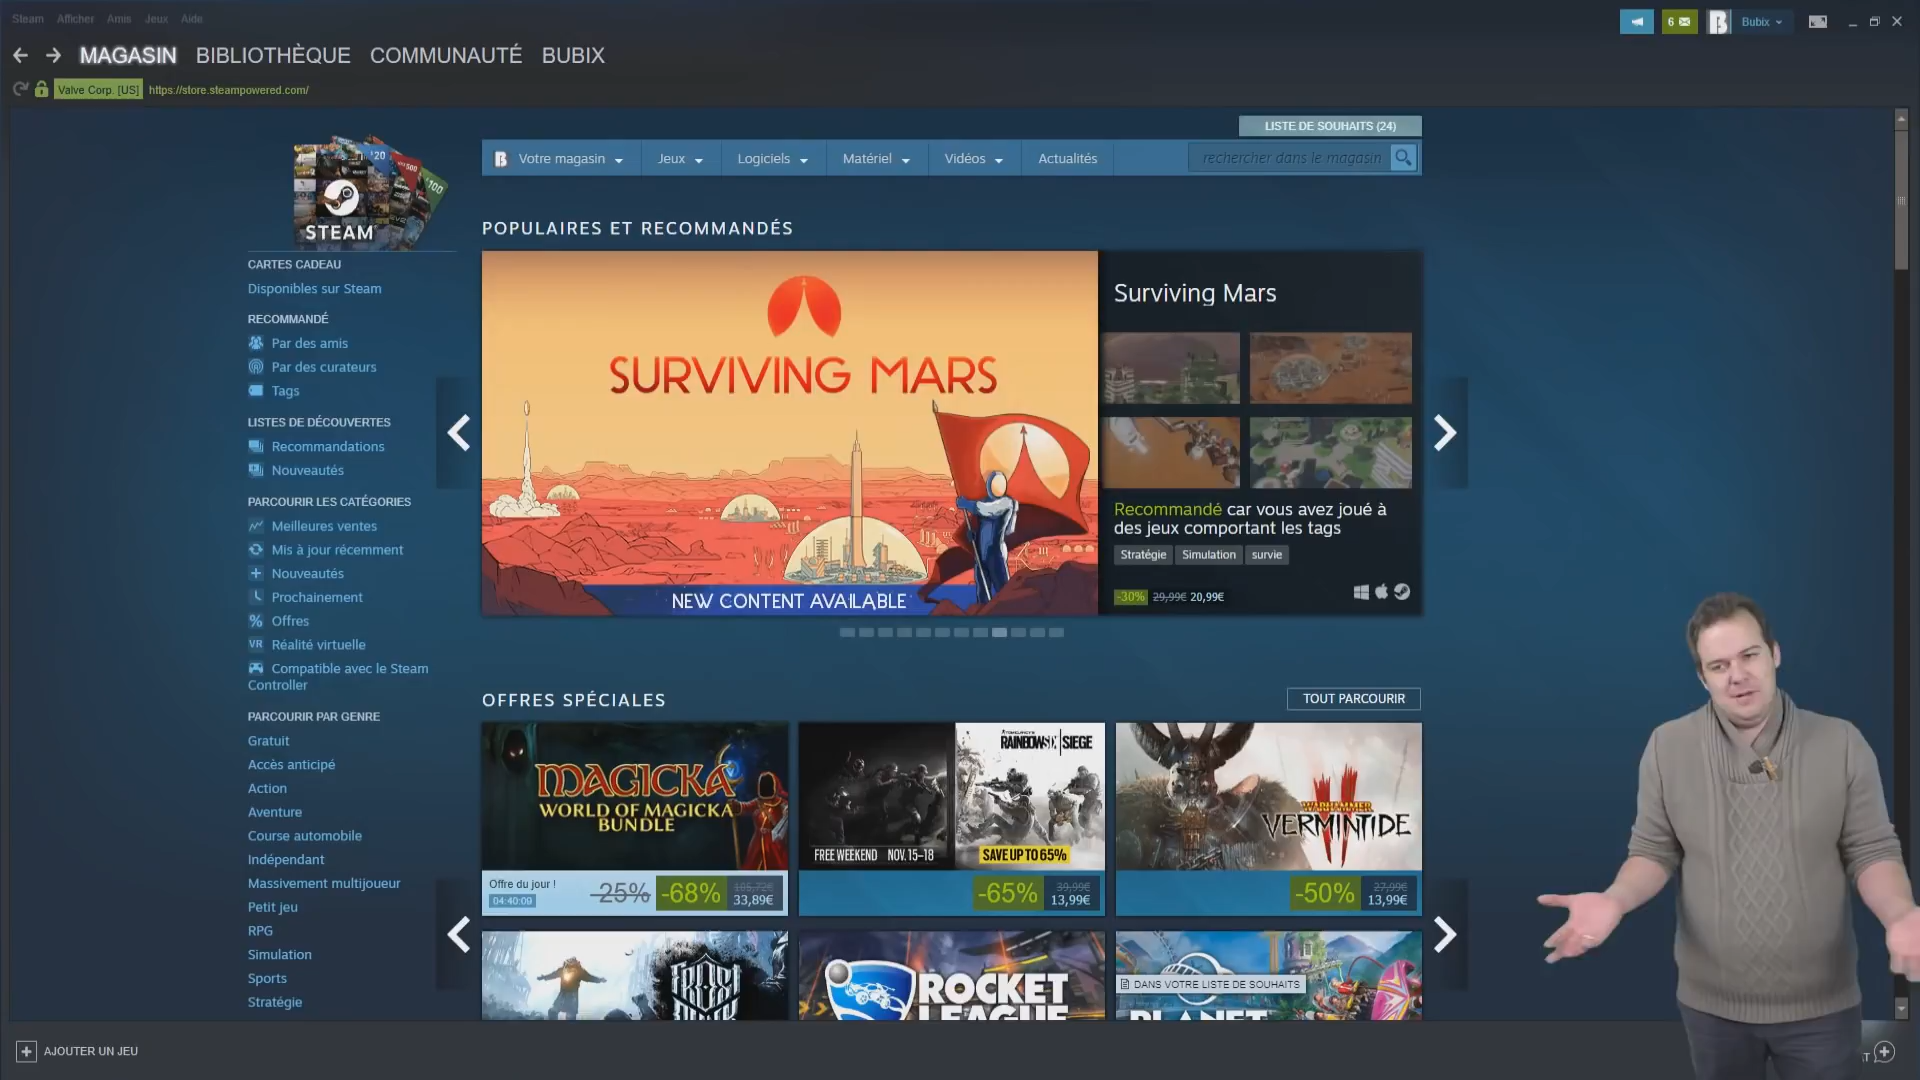 Steam Afficher Amis Jeux Aide
6
Bubix
MAGASIN BIBLIOTHÈQUE COMMUNAUTÉ BUBIX
Valve Corp. [US] https://store.steampowered.com/
LISTE DE SOUHAITS (24)
Votre magasin Jeux Logiciels Matériel Vidéos Actualités
rechercher dans le magasin
$20
$100
STEAM
CARTES CADEAU
Disponibles sur Steam
RECOMMANDÉ
Par des amis
Par des curateurs
Tags
LISTES DE DÉCOUVERTES
Recommandations
Nouveautés
PARCOURIR LES CATÉGORIES
Meilleures ventes
Mis à jour récemment
Nouveautés
Prochainement
Offres
VR Réalité virtuelle
Compatible avec le Steam
Controller
PARCOURIR PAR GENRE
Gratuit
Accès anticipé
Action
Aventure
Course automobile
Indépendant
Massivement multijoueur
Petit jeu
RPG
Simulation
Sports
Stratégie
POPULAIRES ET RECOMMANDÉS
SURVIVING MARS
NEW CONTENT AVAILABLE
Surviving Mars
Recommandé car vous avez joué à
des jeux comportant les tags
Stratégie Simulation survie
-30% 29,99€ 20,99€
OFFRES SPÉCIALES
TOUT PARCOURIR
MAGICKA
WORLD OF MAGICKA
BUNDLE
Offre du jour !
04:40:09
-25% -68% 33,89€
RAINBOW SIX | SIEGE
FREE WEEKEND NOV. 15-18
SAVE UP TO 65%
-65% 39,99€
13,99€
WARHAMMER
VERMINTIDE
II
-50% 27,99€
13,99€
ROCKET
LEAGUE
DANS VOTRE LISTE DE SOUHAITS
PLANET
AJOUTER UN JEU